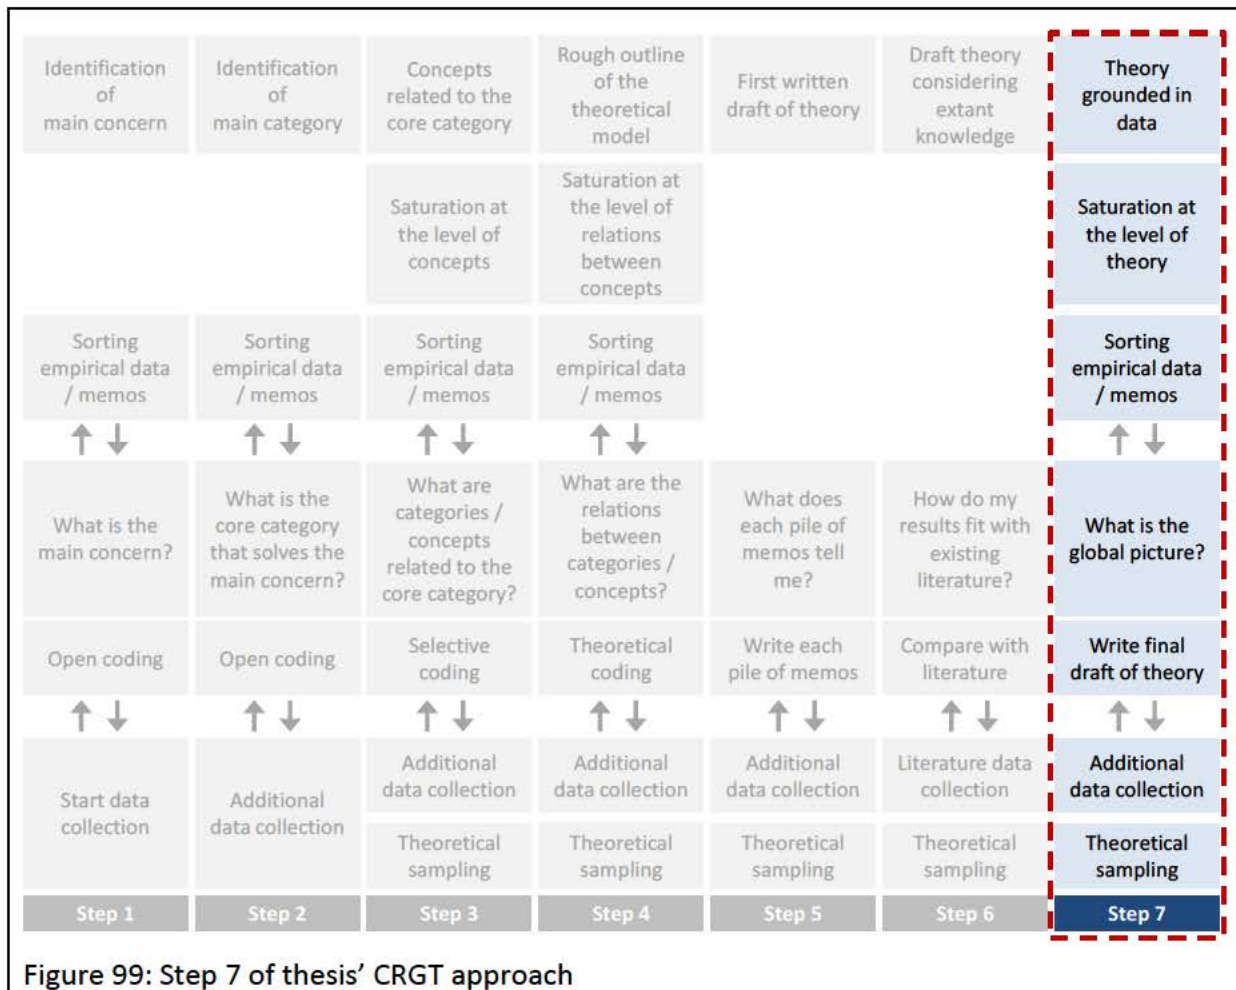 Identification
of
main concern
Identification
of
main category
Concepts
related to the
core category
Rough outline
of the
theoretical
model
First written
draft of theory
Draft theory
considering
extant
knowledge
Theory
grounded in
data
Saturation at
the level of
concepts
Saturation at
the level of
relations
between
concepts
Saturation at
the level of
theory
Sorting
empirical data
/ memos
Sorting
empirical data
/ memos
Sorting
empirical data
/ memos
Sorting
empirical data
/ memos
Sorting
empirical data
/ memos
What is the
main concern?
What is the
core category
that solves the
main concern?
What are
categories /
concepts
related to the
core category?
What are the
relations
between
categories /
concepts?
What does
each pile of
memos tell
me?
How do my
results fit with
existing
literature?
What is the
global picture?
Open coding
Open coding
Selective
coding
Theoretical
coding
Write each
pile of memos
Compare with
literature
Write final
draft of theory
Start data
collection
Additional
data collection
Additional
data collection
Additional
data collection
Additional
data collection
Literature data
collection
Additional
data collection
Theoretical
sampling
Theoretical
sampling
Theoretical
sampling
Theoretical
sampling
Theoretical
sampling
Step 1
Step 2
Step 3
Step 4
Step 5
Step 6
Step 7
Figure 99: Step 7 of thesis' CRGT approach